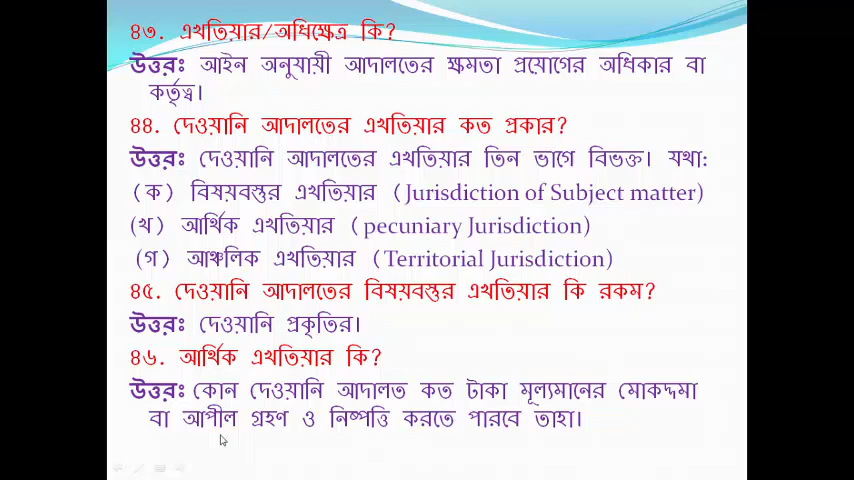 ৪৩. এখতিয়ার/অধিক্ষেত্র কি?
উত্তরঃ আইন অনুযায়ী আদালতের ক্ষমতা প্রয়োগের অধিকার বা
কর্তৃত্ব।
৪৪. দেওয়ানি আদালতের এখতিয়ার কত প্রকার?
উত্তরঃ দেওয়ানি আদালতের এখতিয়ার তিন ভাগে বিভক্ত। যথা:
(ক) বিষয়বস্তুর এখতিয়ার (Jurisdiction of Subject matter)
(খ) আর্থিক এখতিয়ার (pecuniary Jurisdiction)
(গ) আঞ্চলিক এখতিয়ার (Territorial Jurisdiction)
৪৫. দেওয়ানি আদালতের বিষয়বস্তুর এখতিয়ার কি রকম?
উত্তরঃ দেওয়ানি প্রকৃতির।
৪৬. আর্থিক এখতিয়ার কি?
উত্তরঃ কোন দেওয়ানি আদালত কত টাকা মূল্যমানের মোকদ্দমা
বা আপীল গ্রহণ ও নিষ্পত্তি করতে পারবে তাহা।